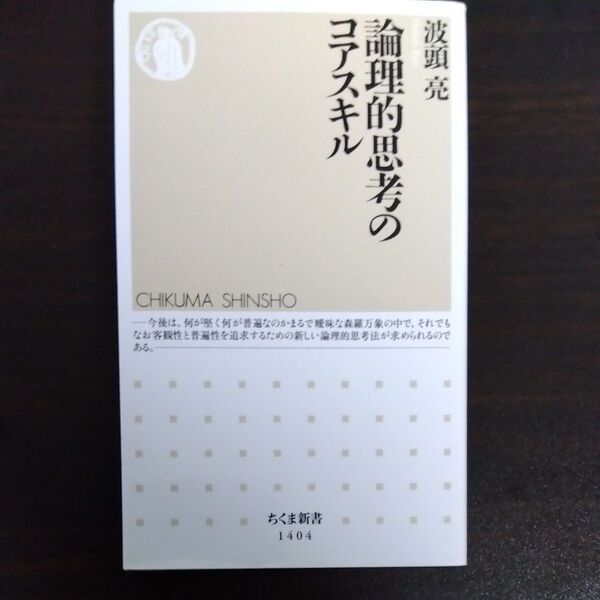 波頭 亮
論理的思考の
コアスキル
CHIKUMA SHINSHO
──今後は、何が堅く何が普遍なのかまるで曖昧な森羅万象の中で、それでも
なお客観性と普遍性を追求するための新しい論理的思考法が求められるので
ある。
ちくま新書
1404